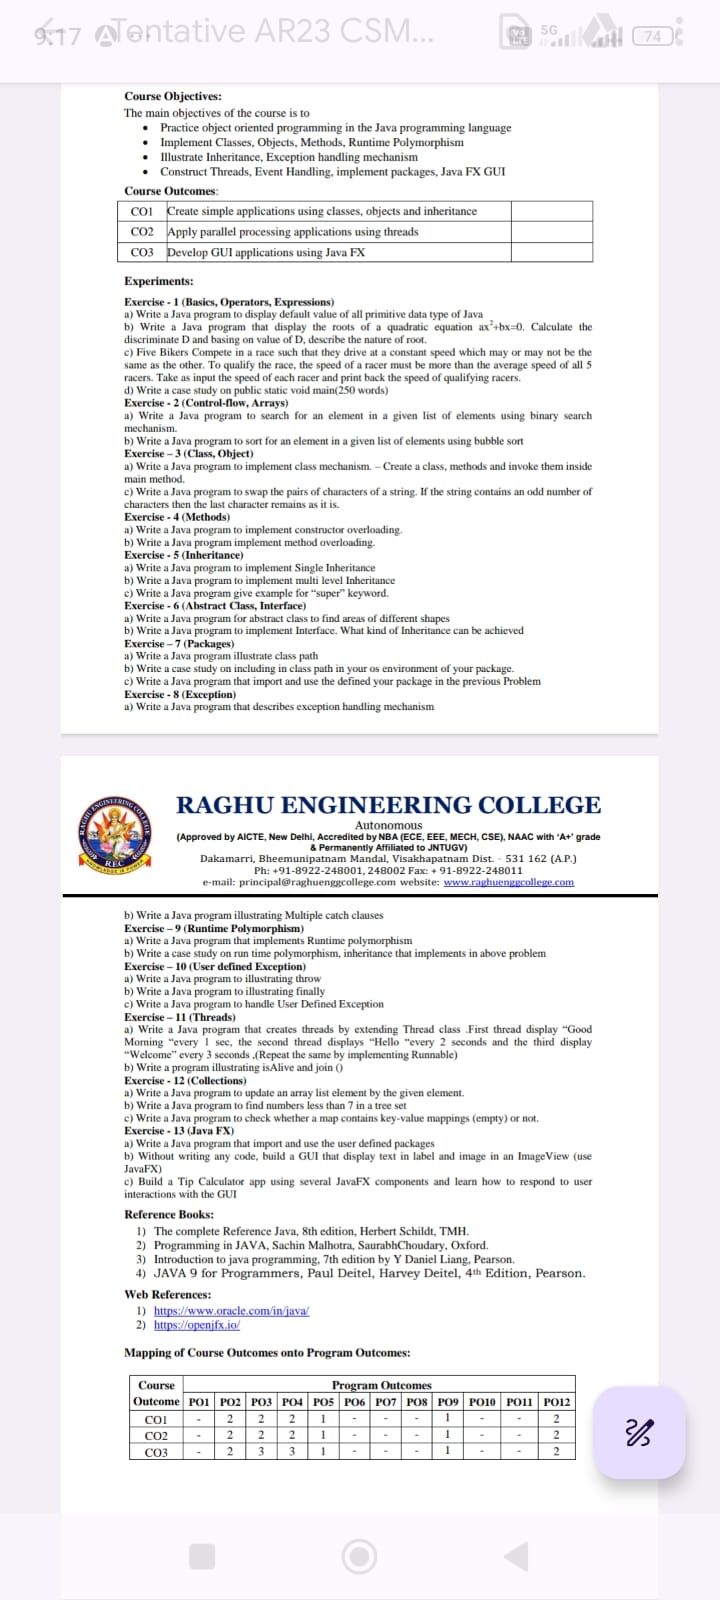 9:17 Tentative AR23 CSM...
5G 74
Course Objectives:
The main objectives of the course is to
• Practice object oriented programming in the Java programming language
• Implement Classes, Objects, Methods, Runtime Polymorphism
• Illustrate Inheritance, Exception handling mechanism
• Construct Threads, Event Handling, implement packages, Java FX GUI
Course Outcomes:
CO1 Create simple applications using classes, objects and inheritance
CO2 Apply parallel processing applications using threads
CO3 Develop GUI applications using Java FX
Experiments:
Exercise - 1 (Basics, Operators, Expressions)
a) Write a Java program to display default value of all primitive data type of Java
b) Write a Java program that display the roots of a quadratic equation ax²+bx=0. Calculate the
discriminate D and basing on value of D, describe the nature of root.
c) Five Bikers Compete in a race such that they drive at a constant speed which may or may not be the
same as the other. To qualify the race, the speed of a racer must be more than the average speed of all 5
racers. Take as input the speed of each racer and print back the speed of qualifying racers.
d) Write a case study on public static void main(250 words)
Exercise - 2 (Control-flow, Arrays)
a) Write a Java program to search for an element in a given list of elements using binary search
mechanism.
b) Write a Java program to sort for an element in a given list of elements using bubble sort
Exercise – 3 (Class, Object)
a) Write a Java program to implement class mechanism. – Create a class, methods and invoke them inside
main method.
c) Write a Java program to swap the pairs of characters of a string. If the string contains an odd number of
characters then the last character remains as it is.
Exercise - 4 (Methods)
a) Write a Java program to implement constructor overloading.
b) Write a Java program implement method overloading.
Exercise - 5 (Inheritance)
a) Write a Java program to implement Single Inheritance
b) Write a Java program to implement multi level Inheritance
c) Write a Java program give example for “super” keyword.
Exercise - 6 (Abstract Class, Interface)
a) Write a Java program for abstract class to find areas of different shapes
b) Write a Java program to implement Interface. What kind of Inheritance can be achieved
Exercise – 7 (Packages)
a) Write a Java program illustrate class path
b) Write a case study on including in class path in your os environment of your package.
c) Write a Java program that import and use the defined your package in the previous Problem
Exercise - 8 (Exception)
a) Write a Java program that describes exception handling mechanism
RAGHU ENGINEERING COLLEGE
Autonomous
(Approved by AICTE, New Delhi, Accredited by NBA (ECE, EEE, MECH, CSE), NAAC with ‘A+’ grade
& Permanently Affiliated to JNTUGV)
Dakamarri, Bheemunipatnam Mandal, Visakhapatnam Dist. - 531 162 (A.P.)
Ph: +91-8922-248001, 248002 Fax: + 91-8922-248011
e-mail: principal@raghuenggcollege.com website: www.raghuenggcollege.com
b) Write a Java program illustrating Multiple catch clauses
Exercise – 9 (Runtime Polymorphism)
a) Write a Java program that implements Runtime polymorphism
b) Write a case study on run time polymorphism, inheritance that implements in above problem
Exercise – 10 (User defined Exception)
a) Write a Java program to illustrating throw
b) Write a Java program to illustrating finally
c) Write a Java program to handle User Defined Exception
Exercise – 11 (Threads)
a) Write a Java program that creates threads by extending Thread class .First thread display “Good
Morning “every 1 sec, the second thread displays “Hello “every 2 seconds and the third display
“Welcome” every 3 seconds ,(Repeat the same by implementing Runnable)
b) Write a program illustrating isAlive and join ()
Exercise - 12 (Collections)
a) Write a Java program to update an array list element by the given element.
b) Write a Java program to find numbers less than 7 in a tree set
c) Write a Java program to check whether a map contains key-value mappings (empty) or not.
Exercise - 13 (Java FX)
a) Write a Java program that import and use the user defined packages
b) Without writing any code, build a GUI that display text in label and image in an ImageView (use
JavaFX)
c) Build a Tip Calculator app using several JavaFX components and learn how to respond to user
interactions with the GUI
Reference Books:
1) The complete Reference Java, 8th edition, Herbert Schildt, TMH.
2) Programming in JAVA, Sachin Malhotra, SaurabhChoudary, Oxford.
3) Introduction to java programming, 7th edition by Y Daniel Liang, Pearson.
4) JAVA 9 for Programmers, Paul Deitel, Harvey Deitel, 4th Edition, Pearson.
Web References:
1) https://www.oracle.com/in/java/
2) https://openjfx.io/
Mapping of Course Outcomes onto Program Outcomes:
Course Program Outcomes
Outcome PO1 PO2 PO3 PO4 PO5 PO6 PO7 PO8 PO9 PO10 PO11 PO12
CO1 - 2 2 2 1 - - - 1 - - 2
CO2 - 2 2 2 1 - - - 1 - - 2
CO3 - 2 3 3 1 - - - 1 - - 2